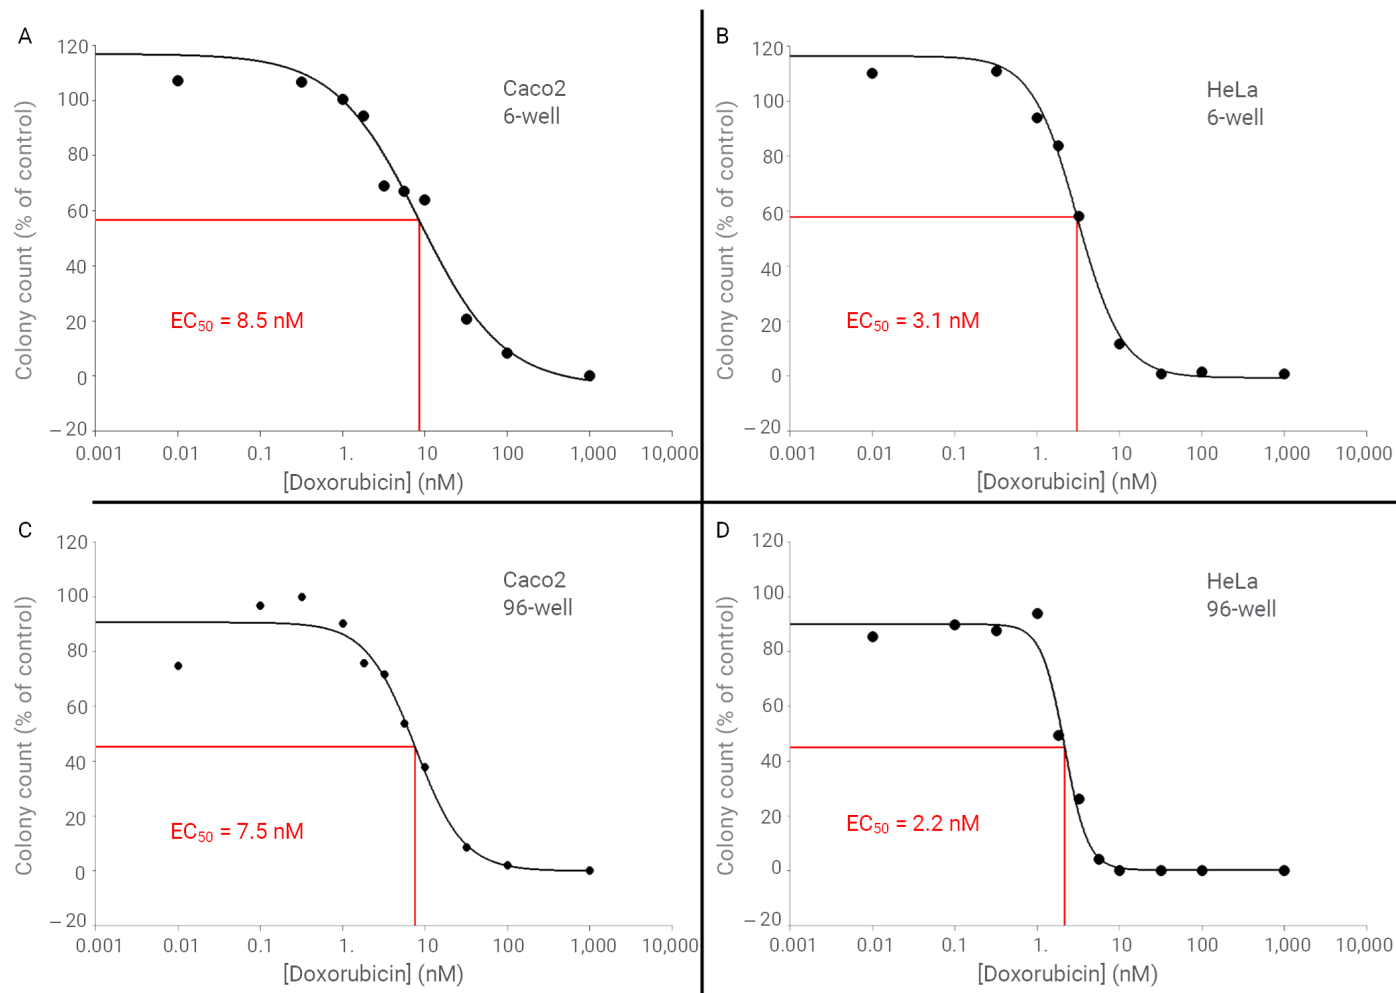 A
120
100
80
60
40
20
0
–20
Colony count (% of control)
Caco2
6-well
EC₅₀ = 8.5 nM
0.001 0.01 0.1 1. 10 100 1,000 10,000
[Doxorubicin] (nM)
B
120
100
80
60
40
20
0
–20
Colony count (% of control)
HeLa
6-well
EC₅₀ = 3.1 nM
0.001 0.01 0.1 1. 10 100 1,000 10,000
[Doxorubicin] (nM)
C
120
100
80
60
40
20
0
–20
Colony count (% of control)
Caco2
96-well
EC₅₀ = 7.5 nM
0.001 0.01 0.1 1. 10 100 1,000 10,000
[Doxorubicin] (nM)
D
120
100
80
60
40
20
0
–20
Colony count (% of control)
HeLa
96-well
EC₅₀ = 2.2 nM
0.001 0.01 0.1 1. 10 100 1,000 10,000
[Doxorubicin] (nM)